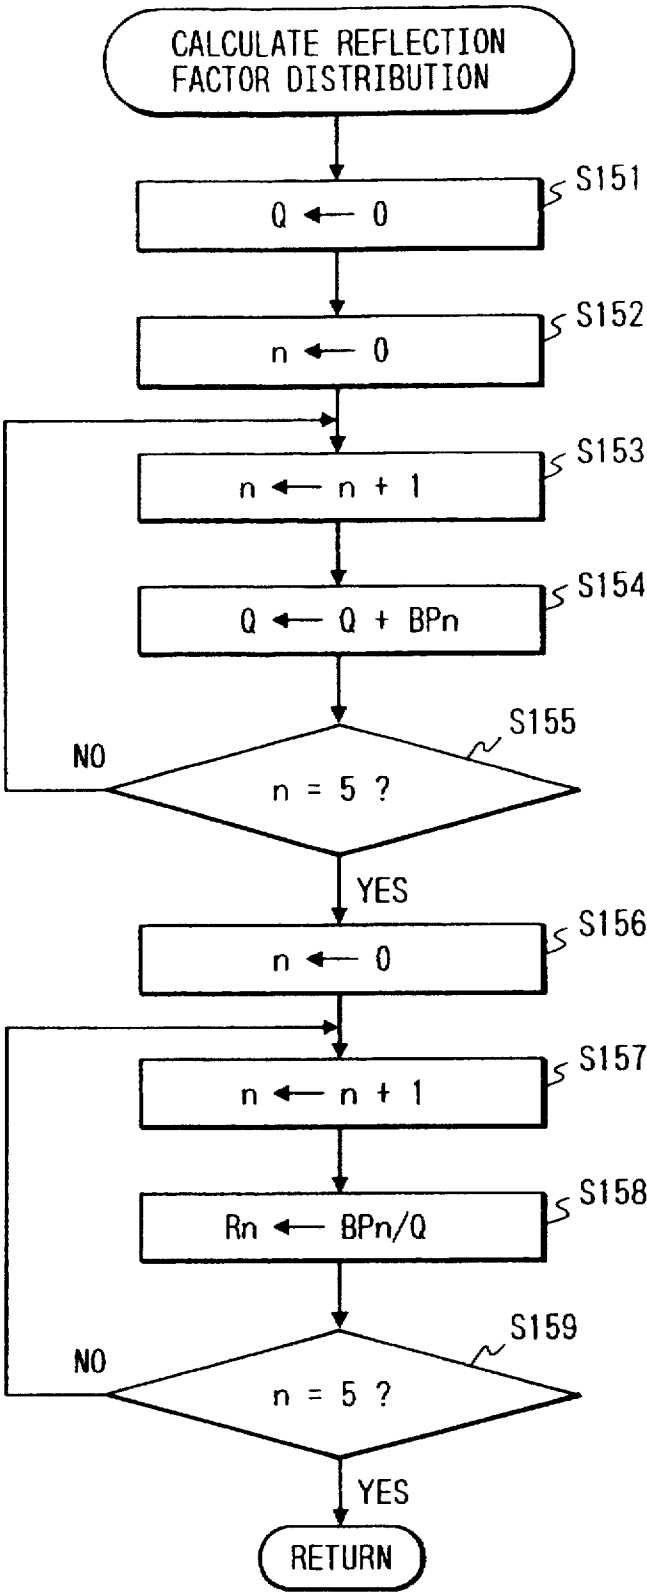 CALCULATE REFLECTION
FACTOR DISTRIBUTION
S151
Q ← 0
S152
n ← 0
S153
n ← n + 1
S154
Q ← Q + BPn
S155
NO
n = 5 ?
YES
S156
n ← 0
S157
n ← n + 1
S158
Rn ← BPn/Q
S159
NO
n = 5 ?
YES
RETURN